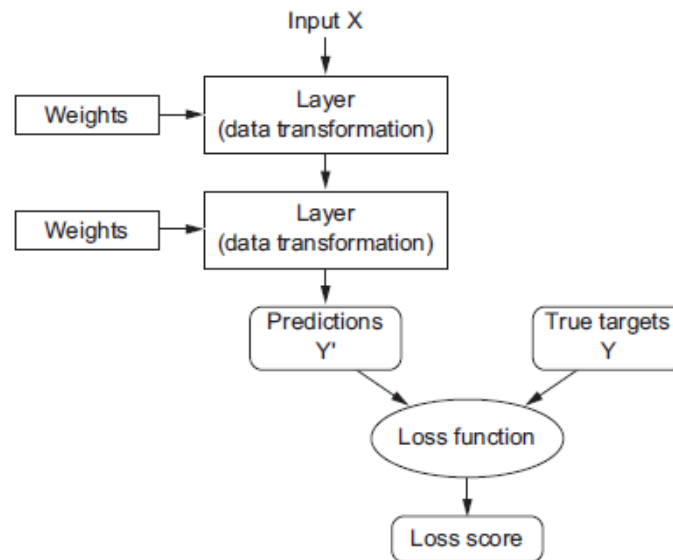 Input X
Weights
Layer
(data transformation)
Weights
Layer
(data transformation)
Predictions
Y'
True targets
Y
Loss function
Loss score